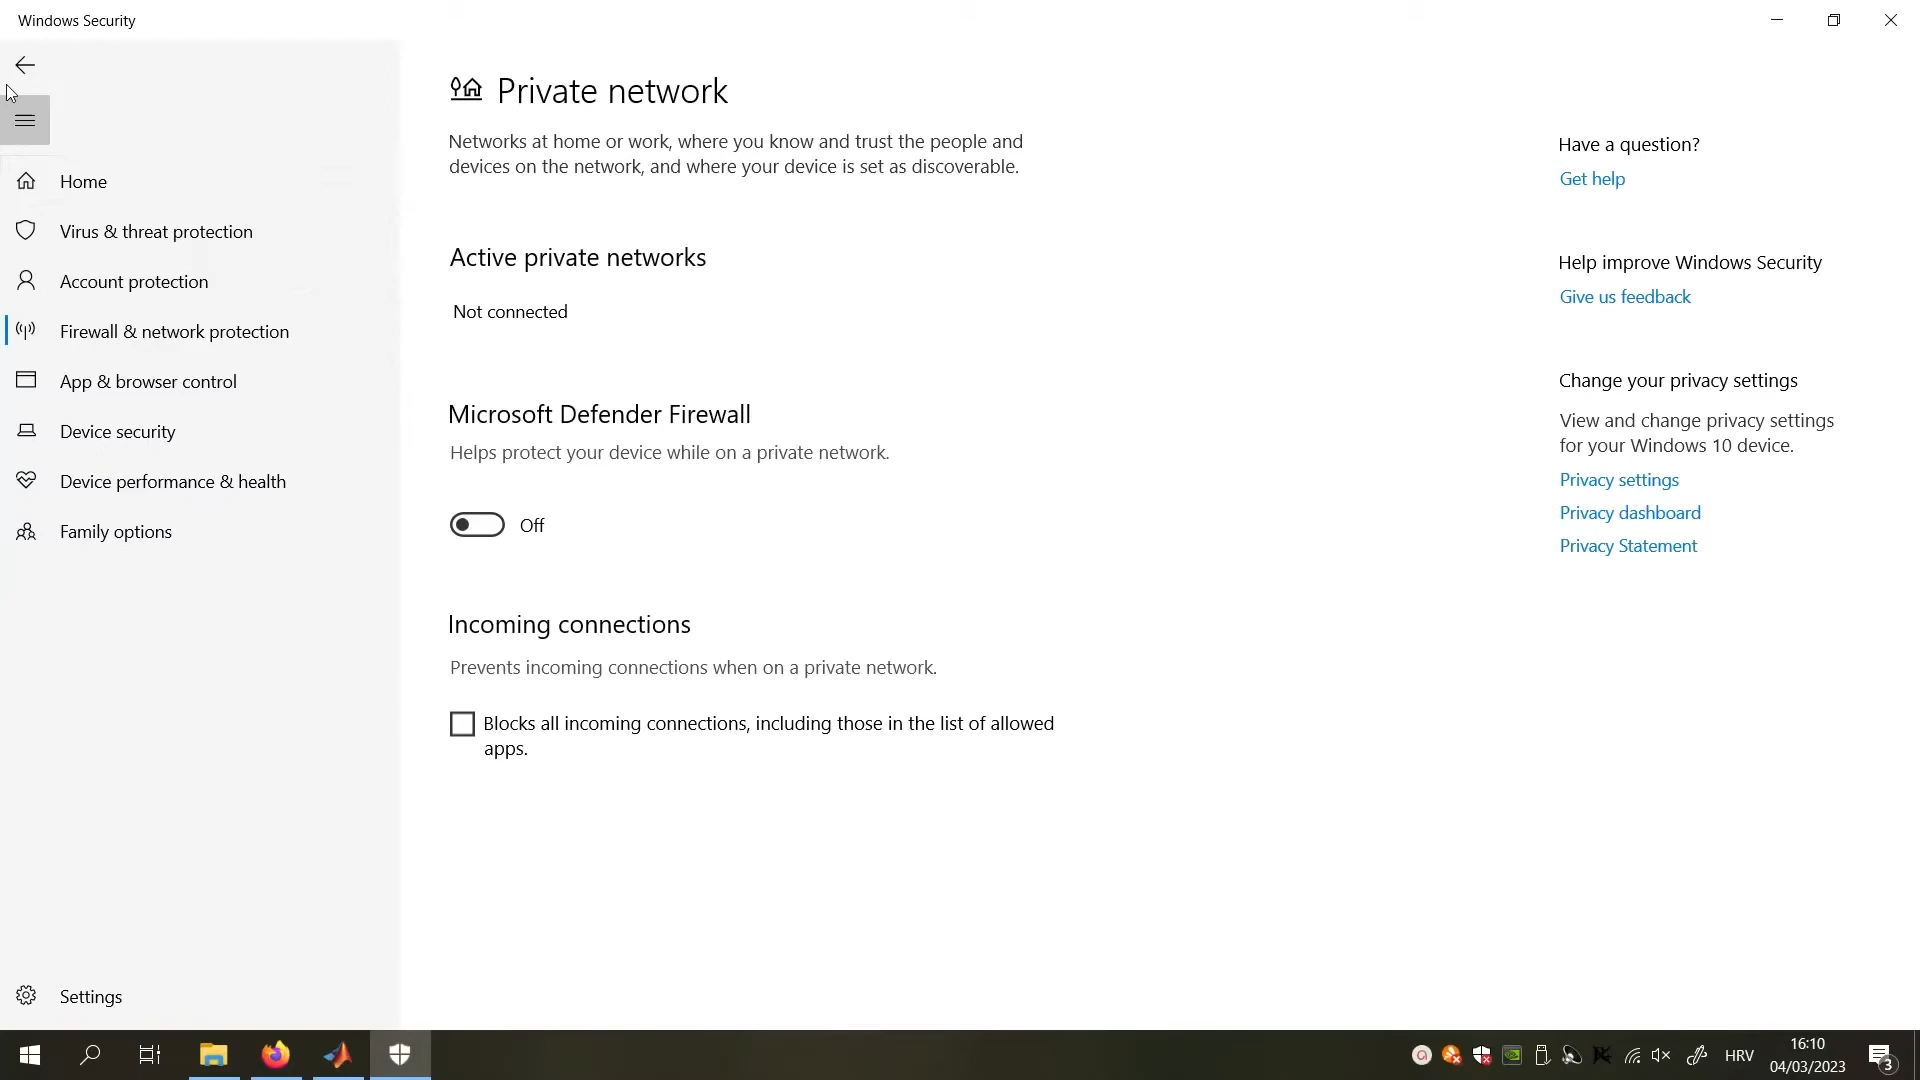 Windows Security
Home
Virus & threat protection
Account protection
Firewall & network protection
App & browser control
Device security
Device performance & health
Family options
Settings
Private network
Networks at home or work, where you know and trust the people and
devices on the network, and where your device is set as discoverable.
Active private networks
Not connected
Microsoft Defender Firewall
Helps protect your device while on a private network.
Off
Incoming connections
Prevents incoming connections when on a private network.
Blocks all incoming connections, including those in the list of allowed
apps.
Have a question?
Get help
Help improve Windows Security
Give us feedback
Change your privacy settings
View and change privacy settings
for your Windows 10 device.
Privacy settings
Privacy dashboard
Privacy Statement
HRV
16:10
04/03/2023
3